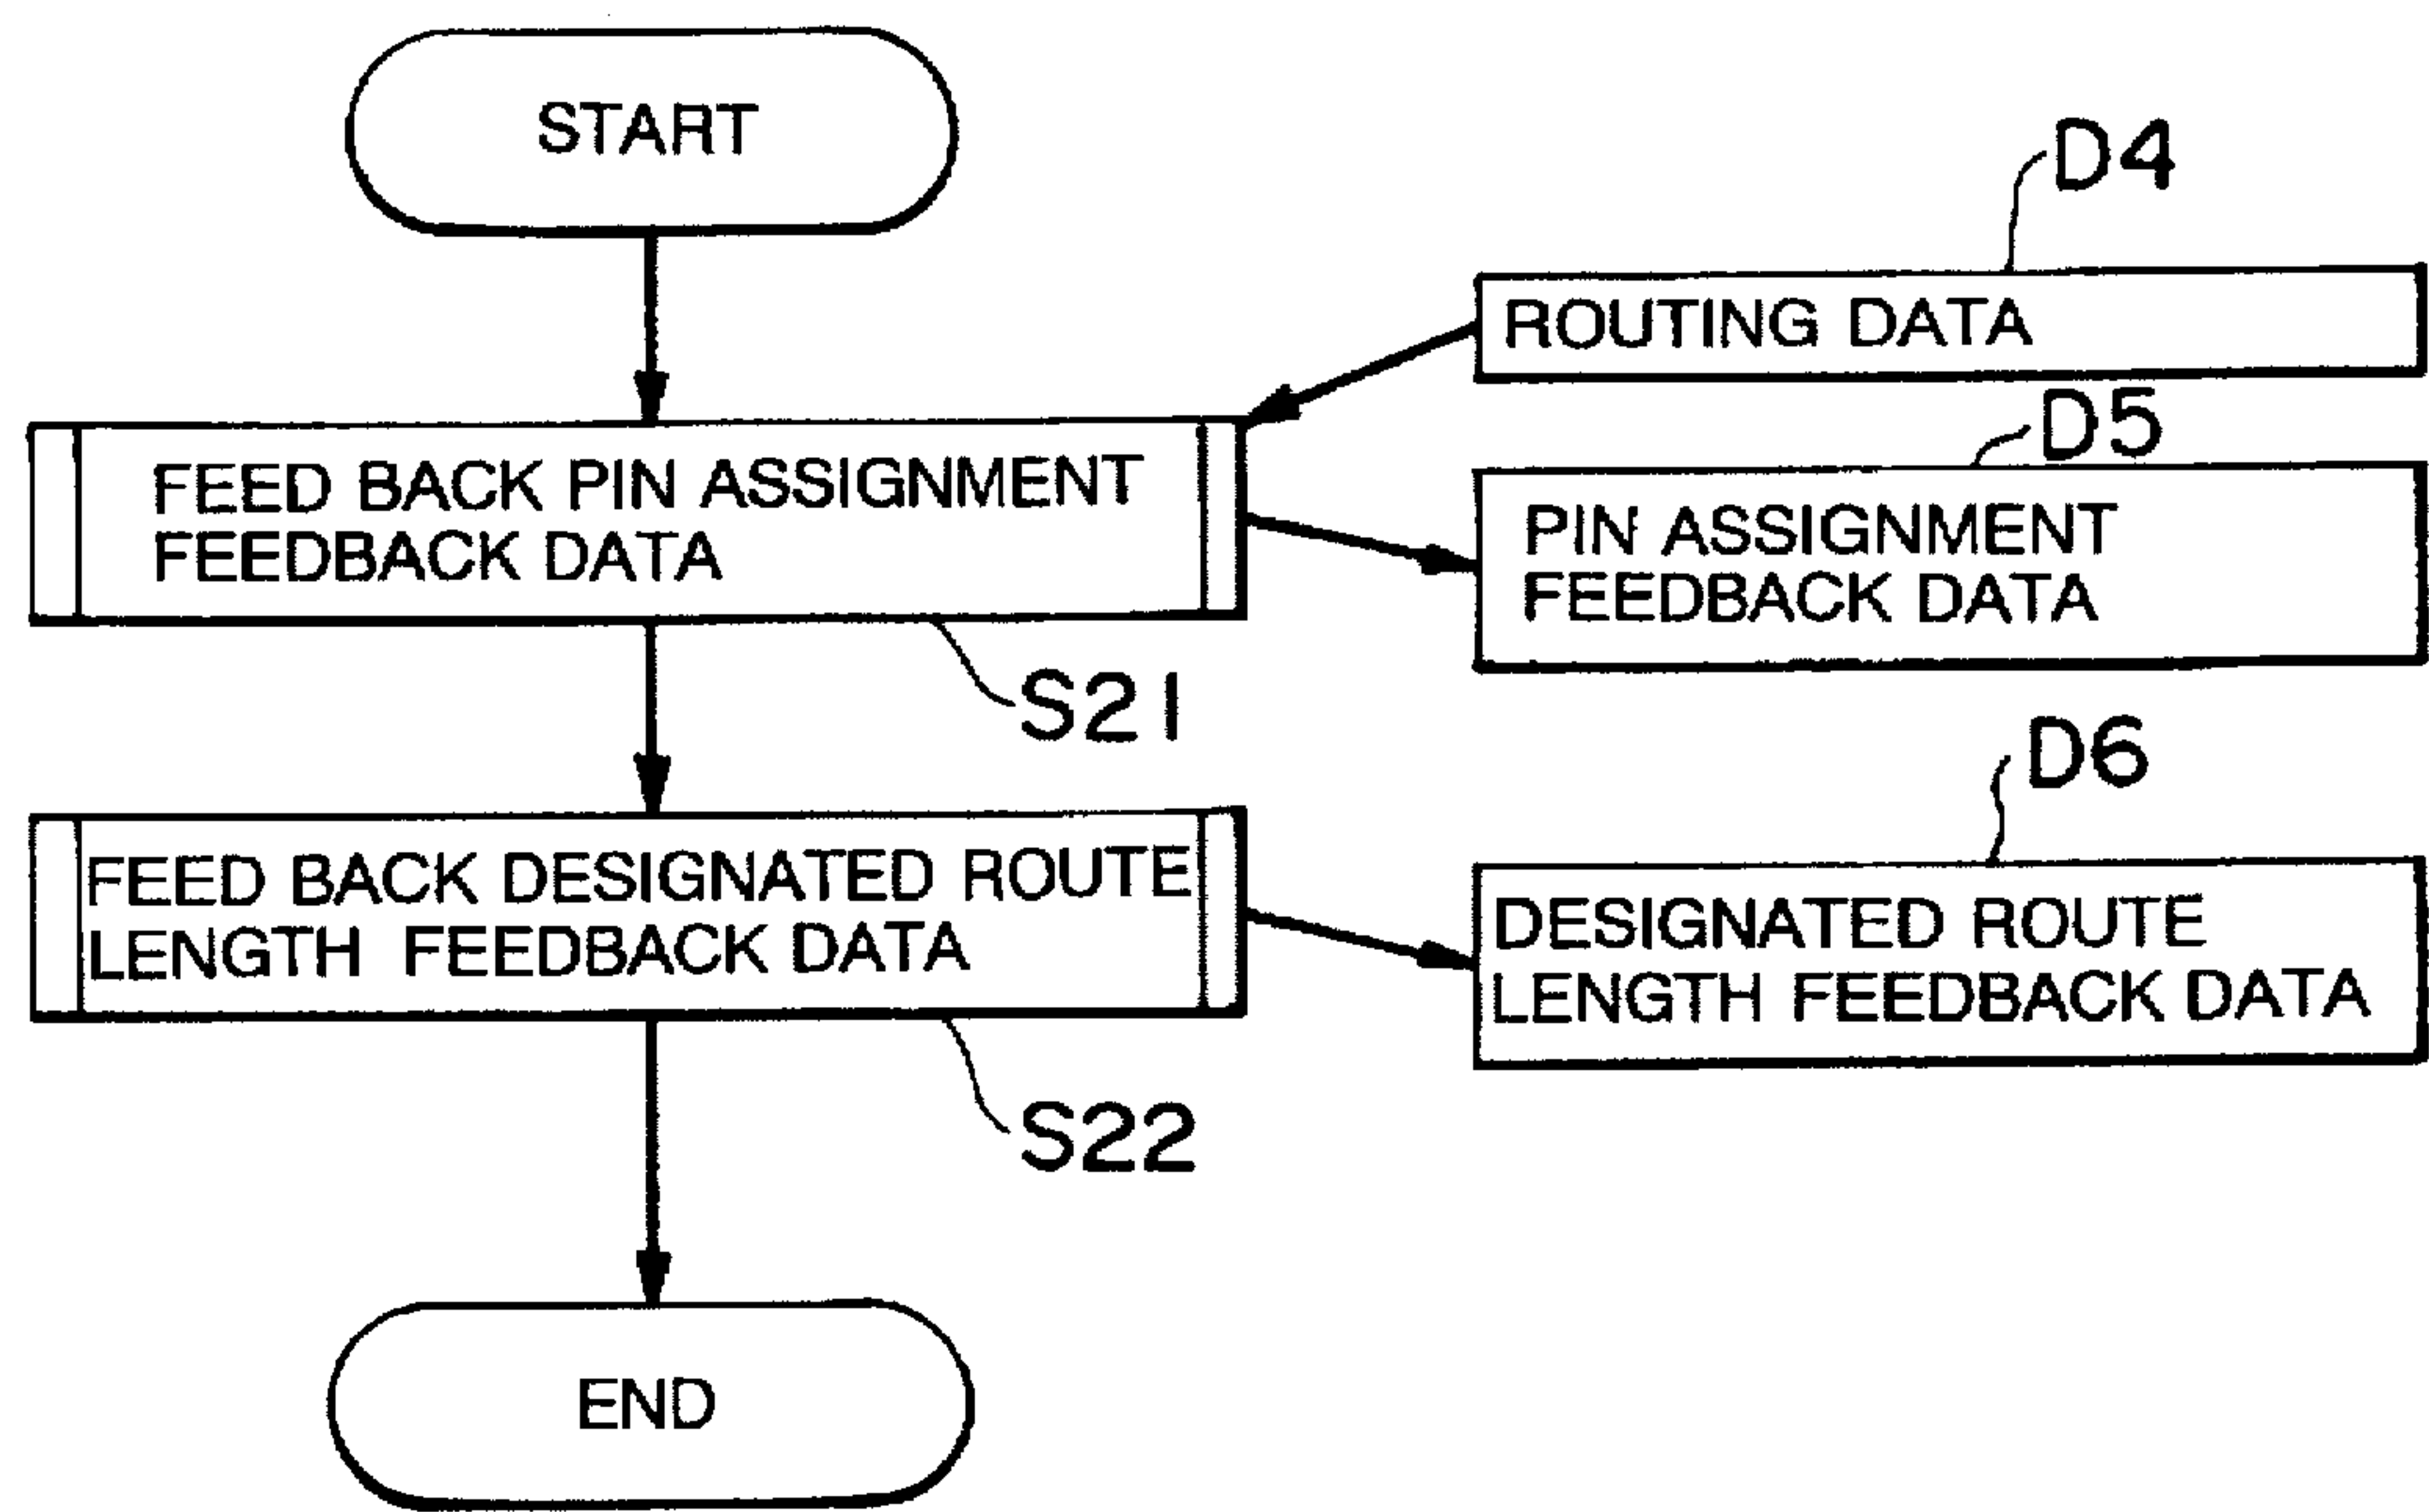 START
D4
ROUTING DATA
D5
FEED BACK PIN ASSIGNMENT
FEEDBACK DATA
PIN ASSIGNMENT
FEEDBACK DATA
S21
D6
FEED BACK DESIGNATED ROUTE
LENGTH FEEDBACK DATA
DESIGNATED ROUTE
LENGTH FEEDBACK DATA
S22
END